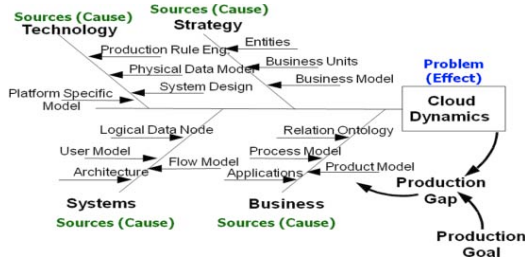 Sources (Cause)
Technology
Sources (Cause)
Strategy
Production Rule Eng.
Physical Data Model
System Design
Platform Specific
Model
Entities
Business Units
Business Model
Problem
(Effect)
Cloud
Dynamics
Logical Data Node
User Model
Flow Model
Architecture
Systems
Sources (Cause)
Relation Ontology
Process Model
Product Model
Applications
Business
Sources (Cause)
Production
Gap
Production
Goal